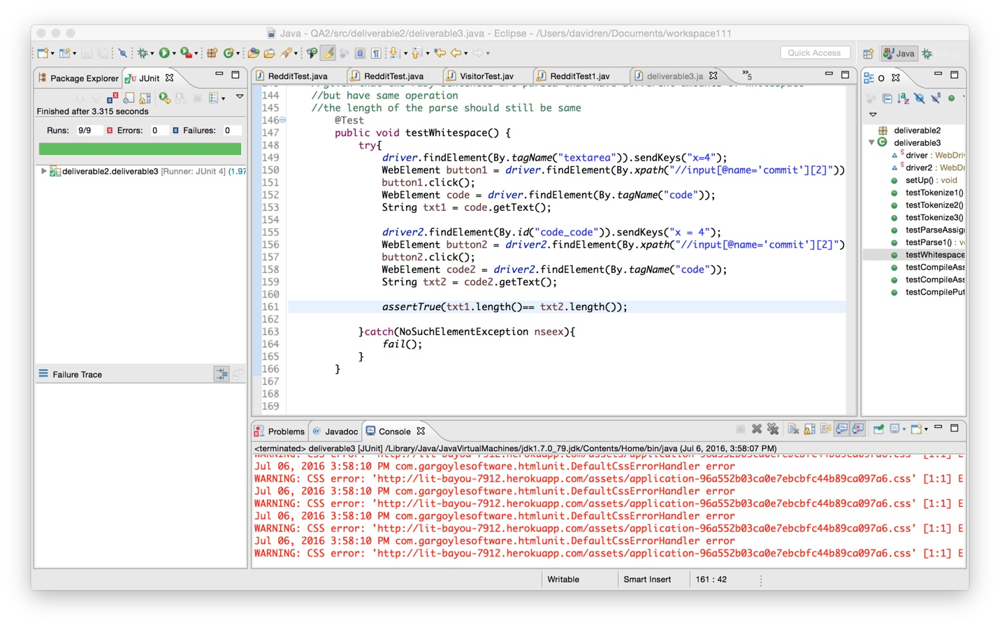 Java - QA2/src/deliverable2/deliverable3.java - Eclipse - /Users/davidren/Documents/workspace111
Quick Access
Java
Package Explorer
JUnit
Finished after 3.315 seconds
Runs: 9/9 Errors: 0 Failures: 0
deliverable2.deliverable3 [Runner: JUnit 4] (1.97
Failure Trace
RedditTest.java
RedditTest.java
VisitorTest.jav
RedditTest1.jav
deliverable3.ja
»5
144 //but have same operation
145 //the length of the parse should still be same
146 @Test
147 public void testWhitespace() {
148 try{
149 driver.findElement(By.tagName("textarea")).sendKeys("x=4");
150 WebElement button1 = driver.findElement(By.xpath("//input[@name='commit'][2]"))
151 button1.click();
152 WebElement code = driver.findElement(By.tagName("code"));
153 String txt1 = code.getText();
154
155 driver2.findElement(By.id("code_code")).sendKeys("x = 4");
156 WebElement button2 = driver2.findElement(By.xpath("//input[@name='commit'][2]")
157 button2.click();
158 WebElement code2 = driver2.findElement(By.tagName("code"));
159 String txt2 = code2.getText();
160
161 assertTrue(txt1.length()== txt2.length());
162
163 }catch(NoSuchElementException nseex){
164 fail();
165 }
166 }
167
168
169
O
deliverable2
deliverable3
driver : WebDriv
driver2 : WebDr
setUp() : void
testTokenize1()
testTokenize2()
testTokenize3()
testParseAssig
testParse1() : v
testWhitespace
testCompileAss
testCompileAss
testCompilePut
Problems
Javadoc
Console
<terminated> deliverable3 [JUnit] /Library/Java/JavaVirtualMachines/jdk1.7.0_79.jdk/Contents/Home/bin/java (Jul 6, 2016, 3:58:07 PM)
Jul 06, 2016 3:58:10 PM com.gargoylesoftware.htmlunit.DefaultCssErrorHandler error
WARNING: CSS error: 'http://lit-bayou-7912.herokuapp.com/assets/application-96a552b03ca0e7ebcbfc44b89ca097a6.css' [1:1] E
Jul 06, 2016 3:58:10 PM com.gargoylesoftware.htmlunit.DefaultCssErrorHandler error
WARNING: CSS error: 'http://lit-bayou-7912.herokuapp.com/assets/application-96a552b03ca0e7ebcbfc44b89ca097a6.css' [1:1] E
Jul 06, 2016 3:58:10 PM com.gargoylesoftware.htmlunit.DefaultCssErrorHandler error
WARNING: CSS error: 'http://lit-bayou-7912.herokuapp.com/assets/application-96a552b03ca0e7ebcbfc44b89ca097a6.css' [1:1] E
Jul 06, 2016 3:58:10 PM com.gargoylesoftware.htmlunit.DefaultCssErrorHandler error
WARNING: CSS error: 'http://lit-bayou-7912.herokuapp.com/assets/application-96a552b03ca0e7ebcbfc44b89ca097a6.css' [1:1] E
Writable
Smart Insert
161 : 42